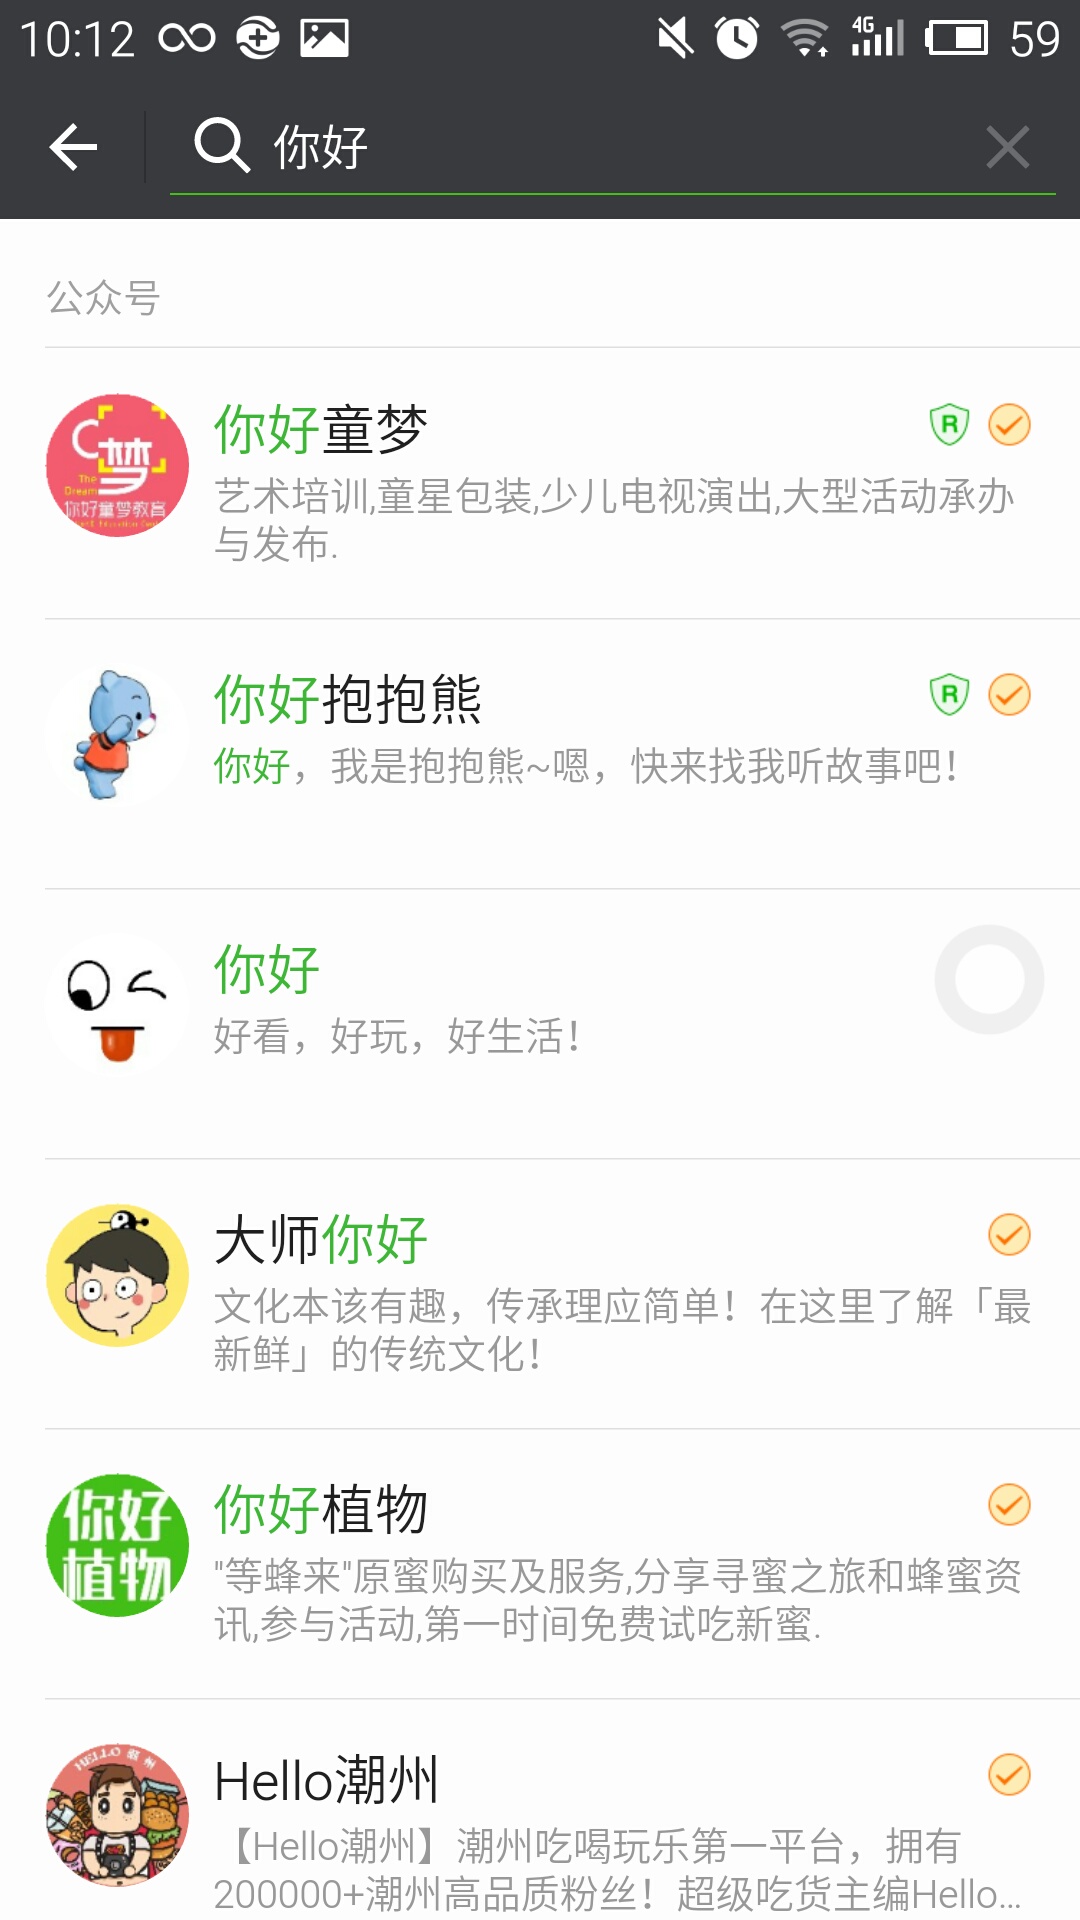 10:12
4G
59
你好
公众号
梦
The
Dream
你好童梦教育
你好童梦
R
艺术培训,童星包装,少儿电视演出,大型活动承办
与发布.
你好抱抱熊
R
你好，我是抱抱熊~嗯，快来找我听故事吧！
你好
好看，好玩，好生活！
大师你好
文化本该有趣，传承理应简单！在这里了解「最
新鲜」的传统文化！
你好
植物
你好植物
"等蜂来"原蜜购买及服务,分享寻蜜之旅和蜂蜜资
讯,参与活动,第一时间免费试吃新蜜.
HELLO 潮州
Hello潮州
【Hello潮州】潮州吃喝玩乐第一平台，拥有
200000+潮州高品质粉丝！超级吃货主编Hello...